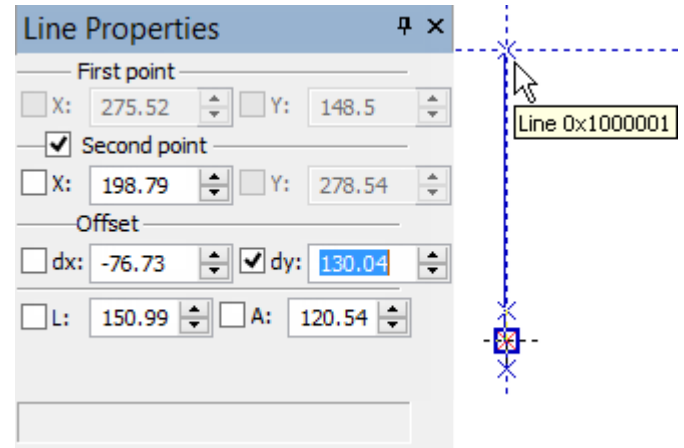 Line Properties
First point
X: 275.52 Y: 148.5
Second point
X: 198.79 Y: 278.54
Offset
dx: -76.73 dy: 130.04
L: 150.99 A: 120.54
Line 0x1000001